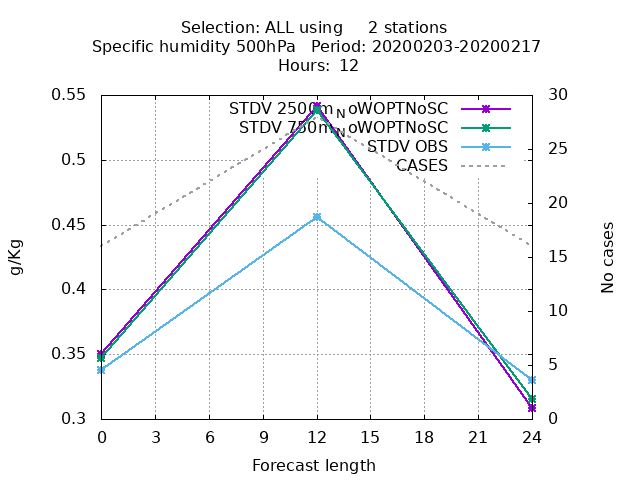 Selection: ALL using 2 stations
Specific humidity 500hPa Period: 20200203-20200217
Hours: 12
STDV 2500m_NoWOPTNoSC
STDV 750m_NoWOPTNoSC
STDV OBS
CASES
0.55
0.5
0.45
0.4
0.35
0.3
g/Kg
30
25
20
15
10
5
0
No cases
0 3 6 9 12 15 18 21 24
Forecast length